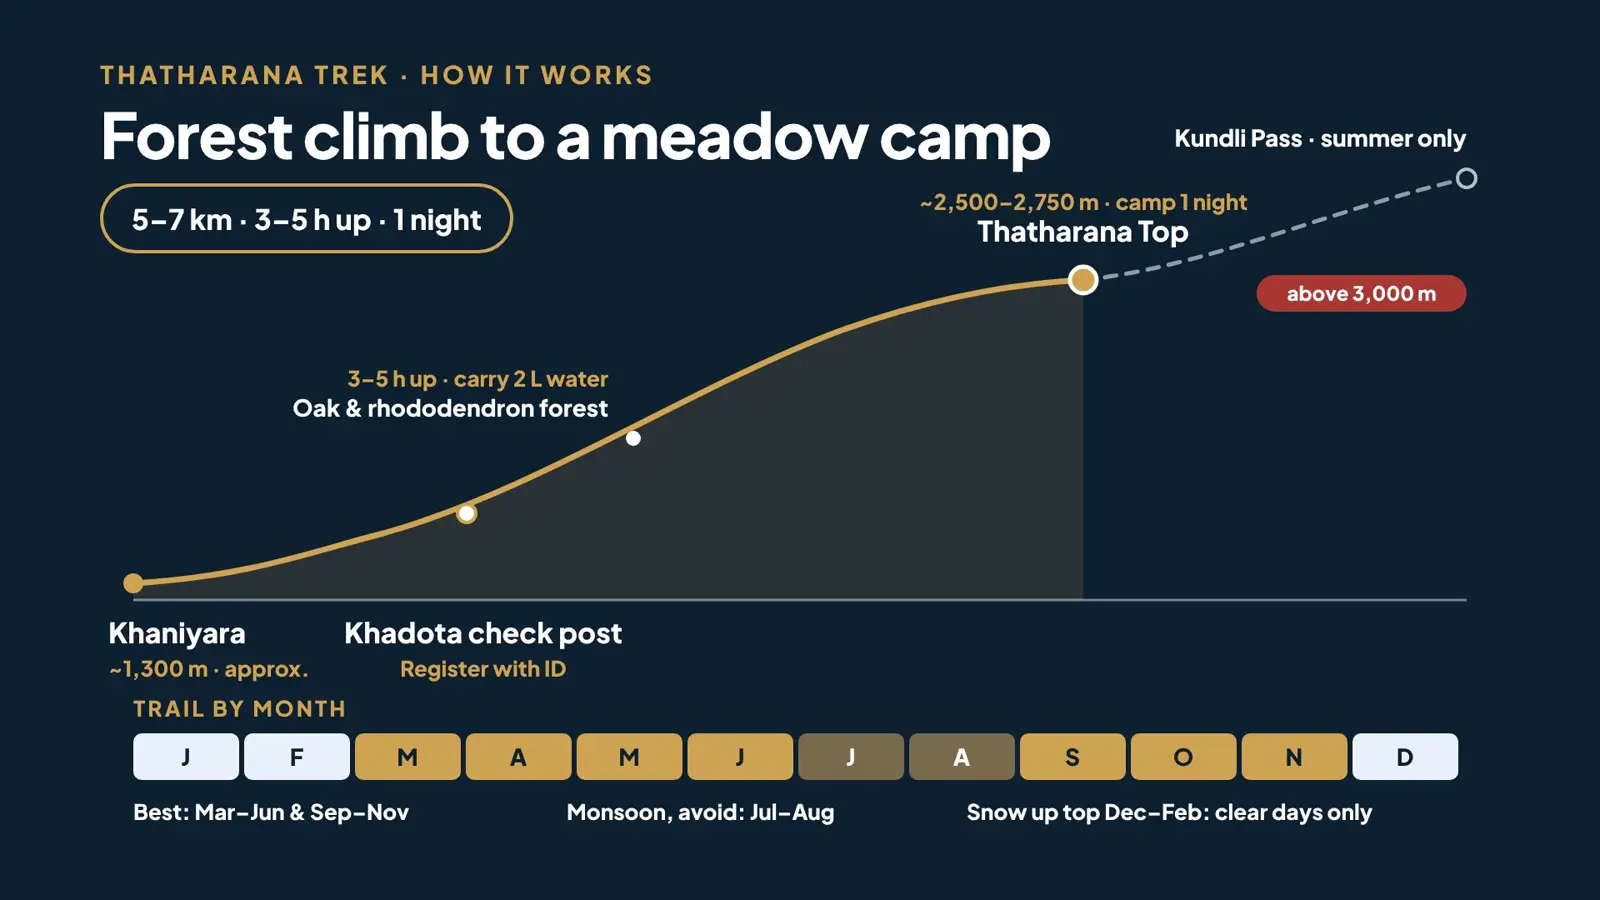 THATHARANA TREK · HOW IT WORKS
Forest climb to a meadow camp
5–7 km · 3–5 h up · 1 night
Kundli Pass · summer only
~2,500–2,750 m · camp 1 night
Thatharana Top
above 3,000 m
3–5 h up · carry 2 L water
Oak & rhododendron forest
Khaniyara
~1,300 m · approx.
Khadota check post
Register with ID
TRAIL BY MONTH
J F M A M J J A S O N D
Best: Mar–Jun & Sep–Nov
Monsoon, avoid: Jul–Aug
Snow up top Dec–Feb: clear days only